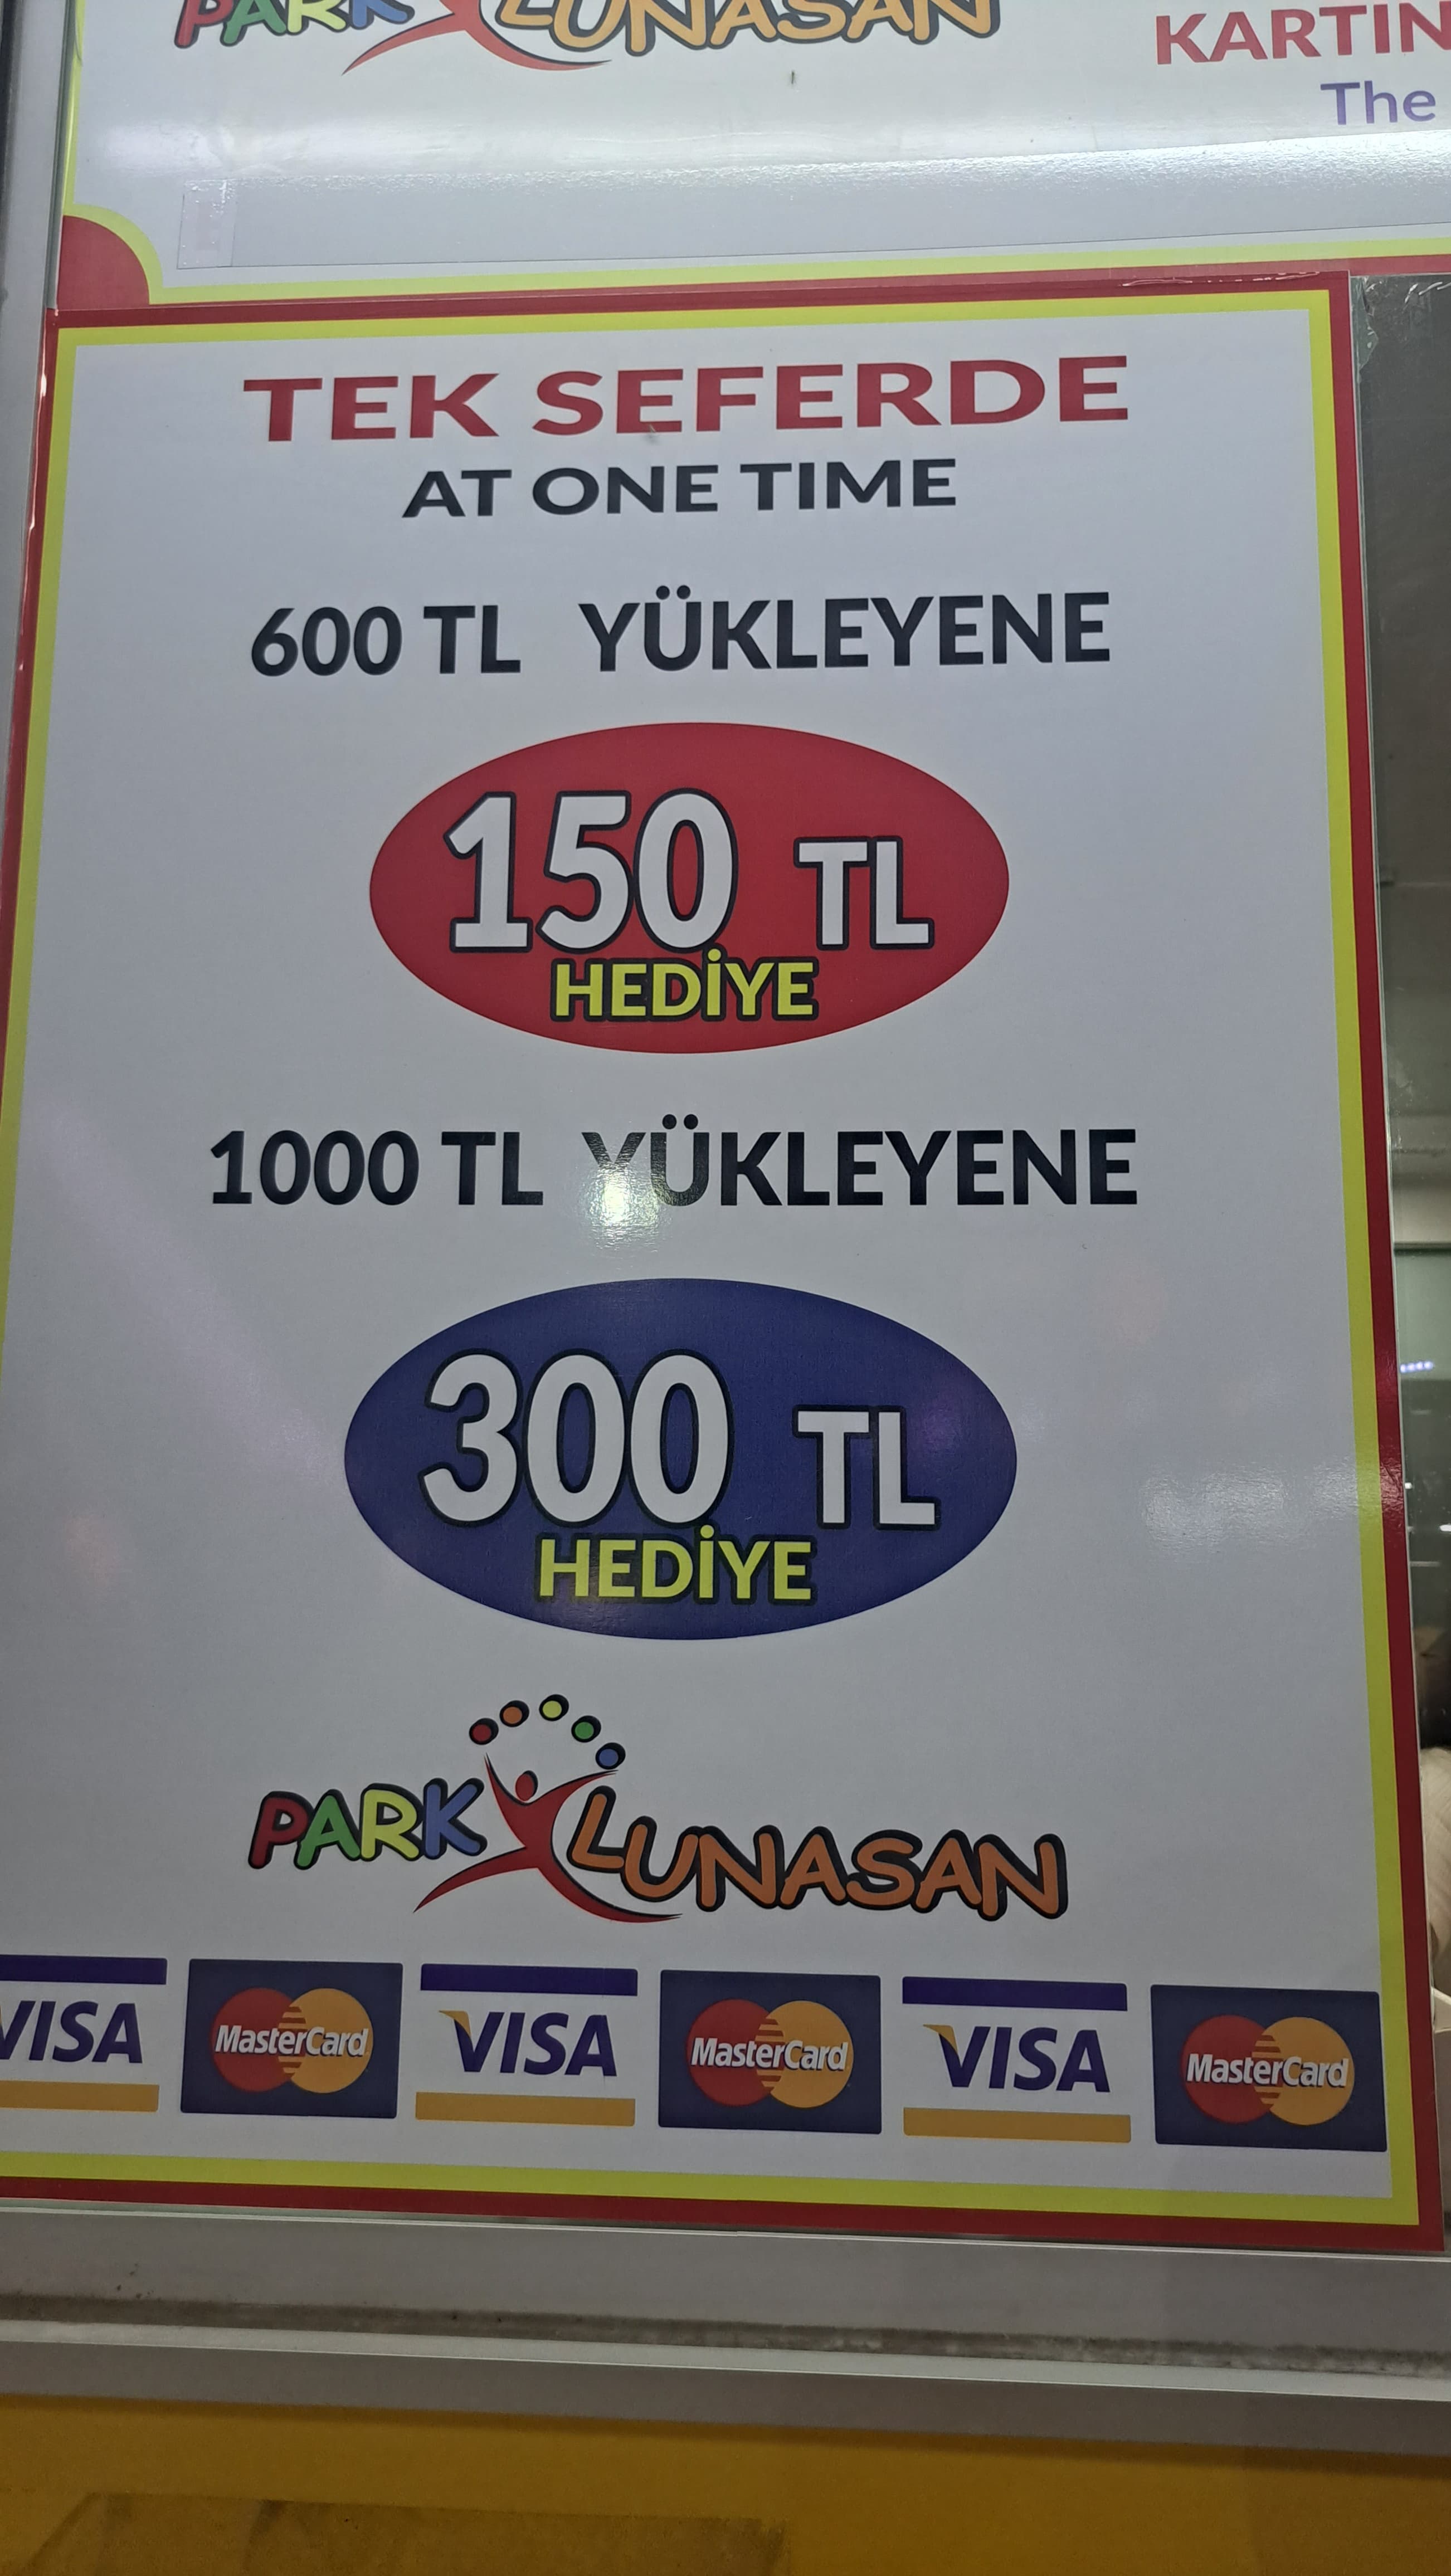 PARK LUNASAN
KARTIN
The
TEK SEFERDE
AT ONE TIME
600 TL YÜKLEYENE
150 TL
HEDİYE
1000 TL YÜKLEYENE
300 TL
HEDİYE
PARK LUNASAN
VISA MasterCard VISA MasterCard VISA MasterCard